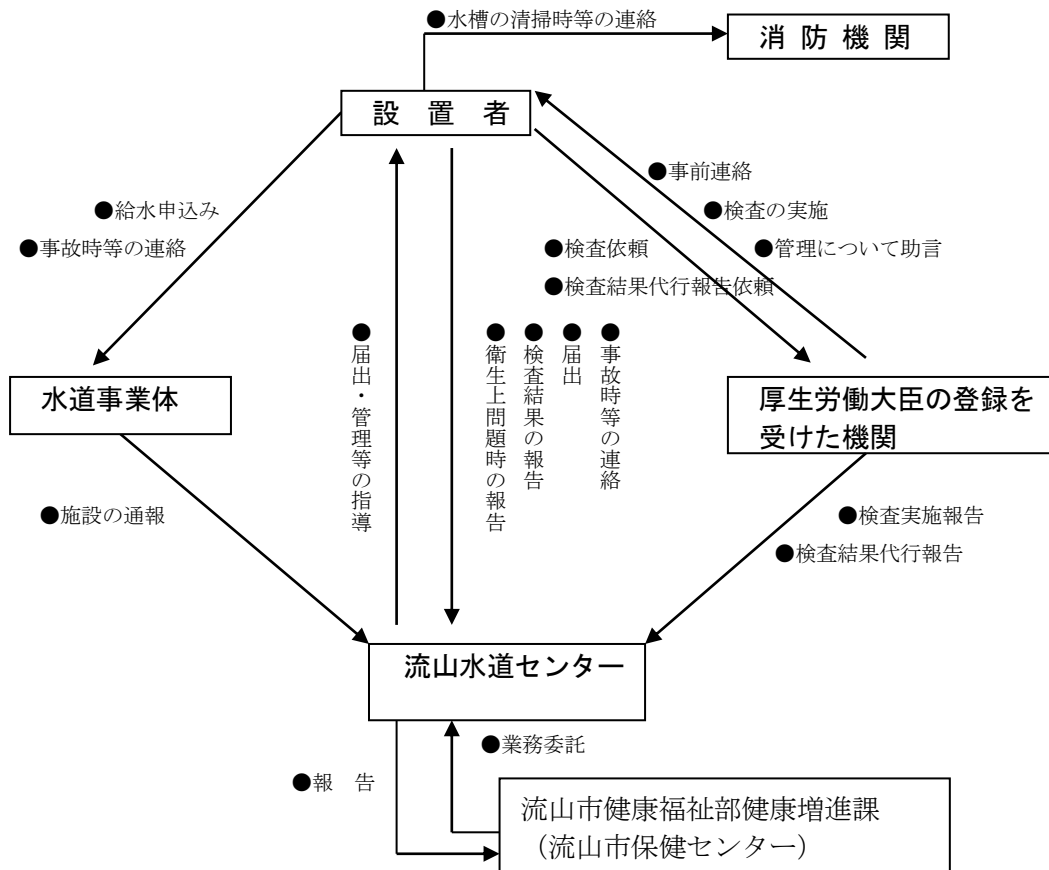 ●水槽の清掃時等の連絡
消 防 機 関
設 置 者
●事前連絡
●給水申込み
●検査の実施
●事故時等の連絡
●検査依頼
●管理について助言
●検査結果代行報告依頼
●届出・管理等の指導
●衛生上問題時の報告
●検査結果の報告
●届出
●事故時等の連絡
水道事業体
厚生労働大臣の登録を
受けた機関
●施設の通報
●検査実施報告
●検査結果代行報告
流山水道センター
●業務委託
●報 告
流山市健康福祉部健康増進課
（流山市保健センター）